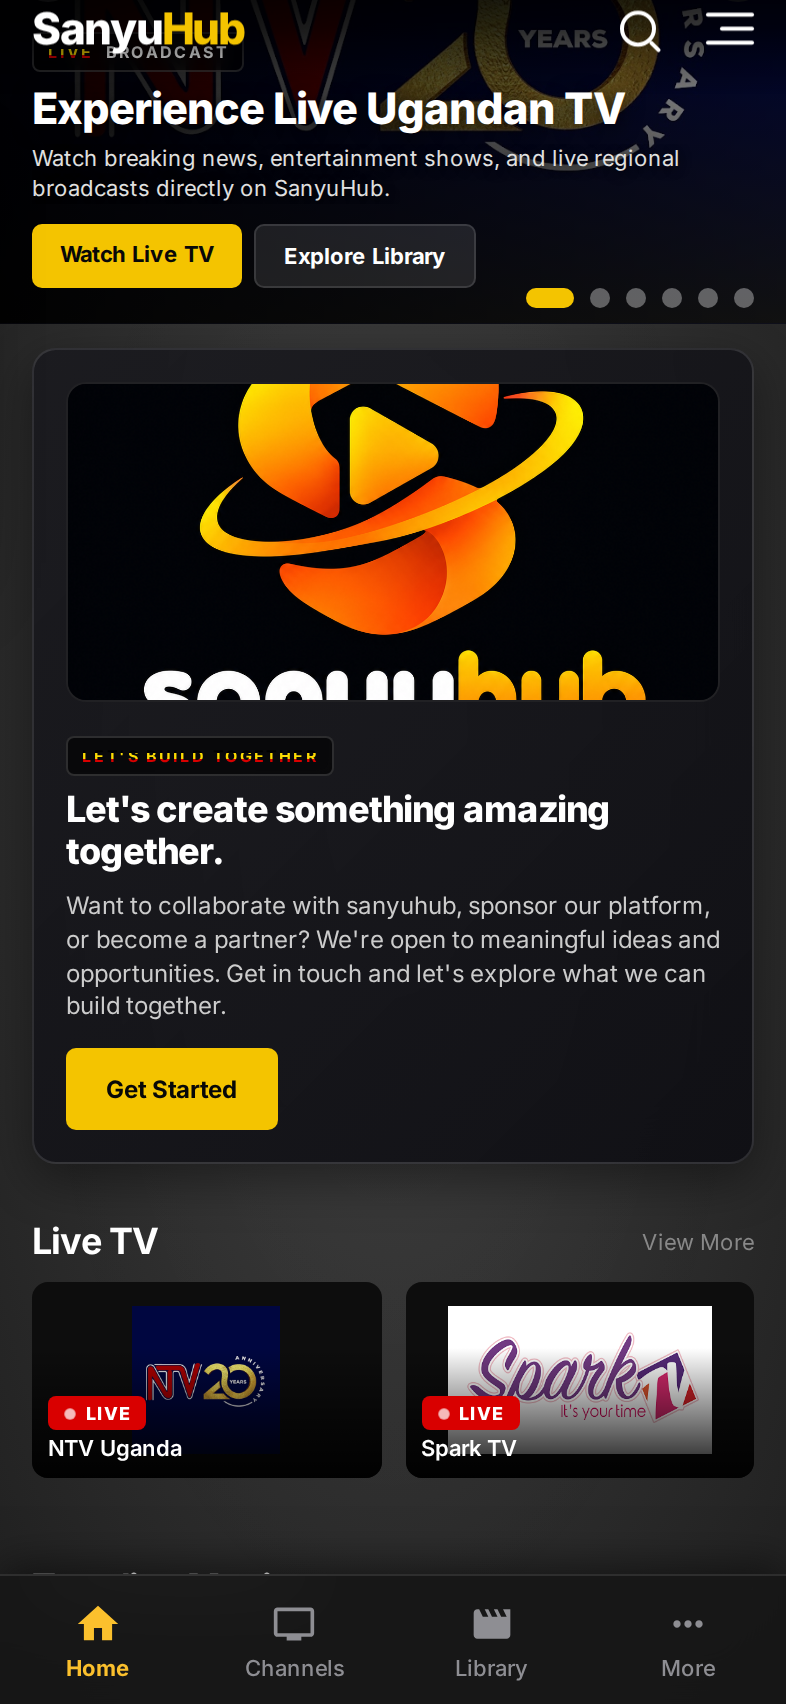 SanyuHub
LIVE BROADCAST
YEARS
RSARY
Experience Live Ugandan TV
Watch breaking news, entertainment shows, and live regional
broadcasts directly on SanyuHub.
Watch Live TV
Explore Library
sanyuhub
LET'S BUILD TOGETHER
Let's create something amazing
together.
Want to collaborate with sanyuhub, sponsor our platform,
or become a partner? We're open to meaningful ideas and
opportunities. Get in touch and let's explore what we can
build together.
Get Started
Live TV
View More
NTV 20 YEARS ANNIVERSARY
LIVE
NTV Uganda
Spark TV
It's your time
LIVE
Spark TV
Home
Channels
Library
More